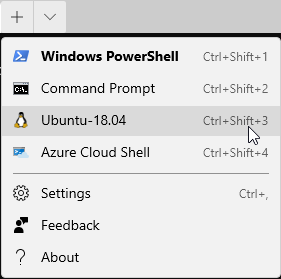 Windows PowerShell Ctrl+Shift+1
Command Prompt Ctrl+Shift+2
Ubuntu-18.04 Ctrl+Shift+3
Azure Cloud Shell Ctrl+Shift+4
Settings Ctrl+,
Feedback
About